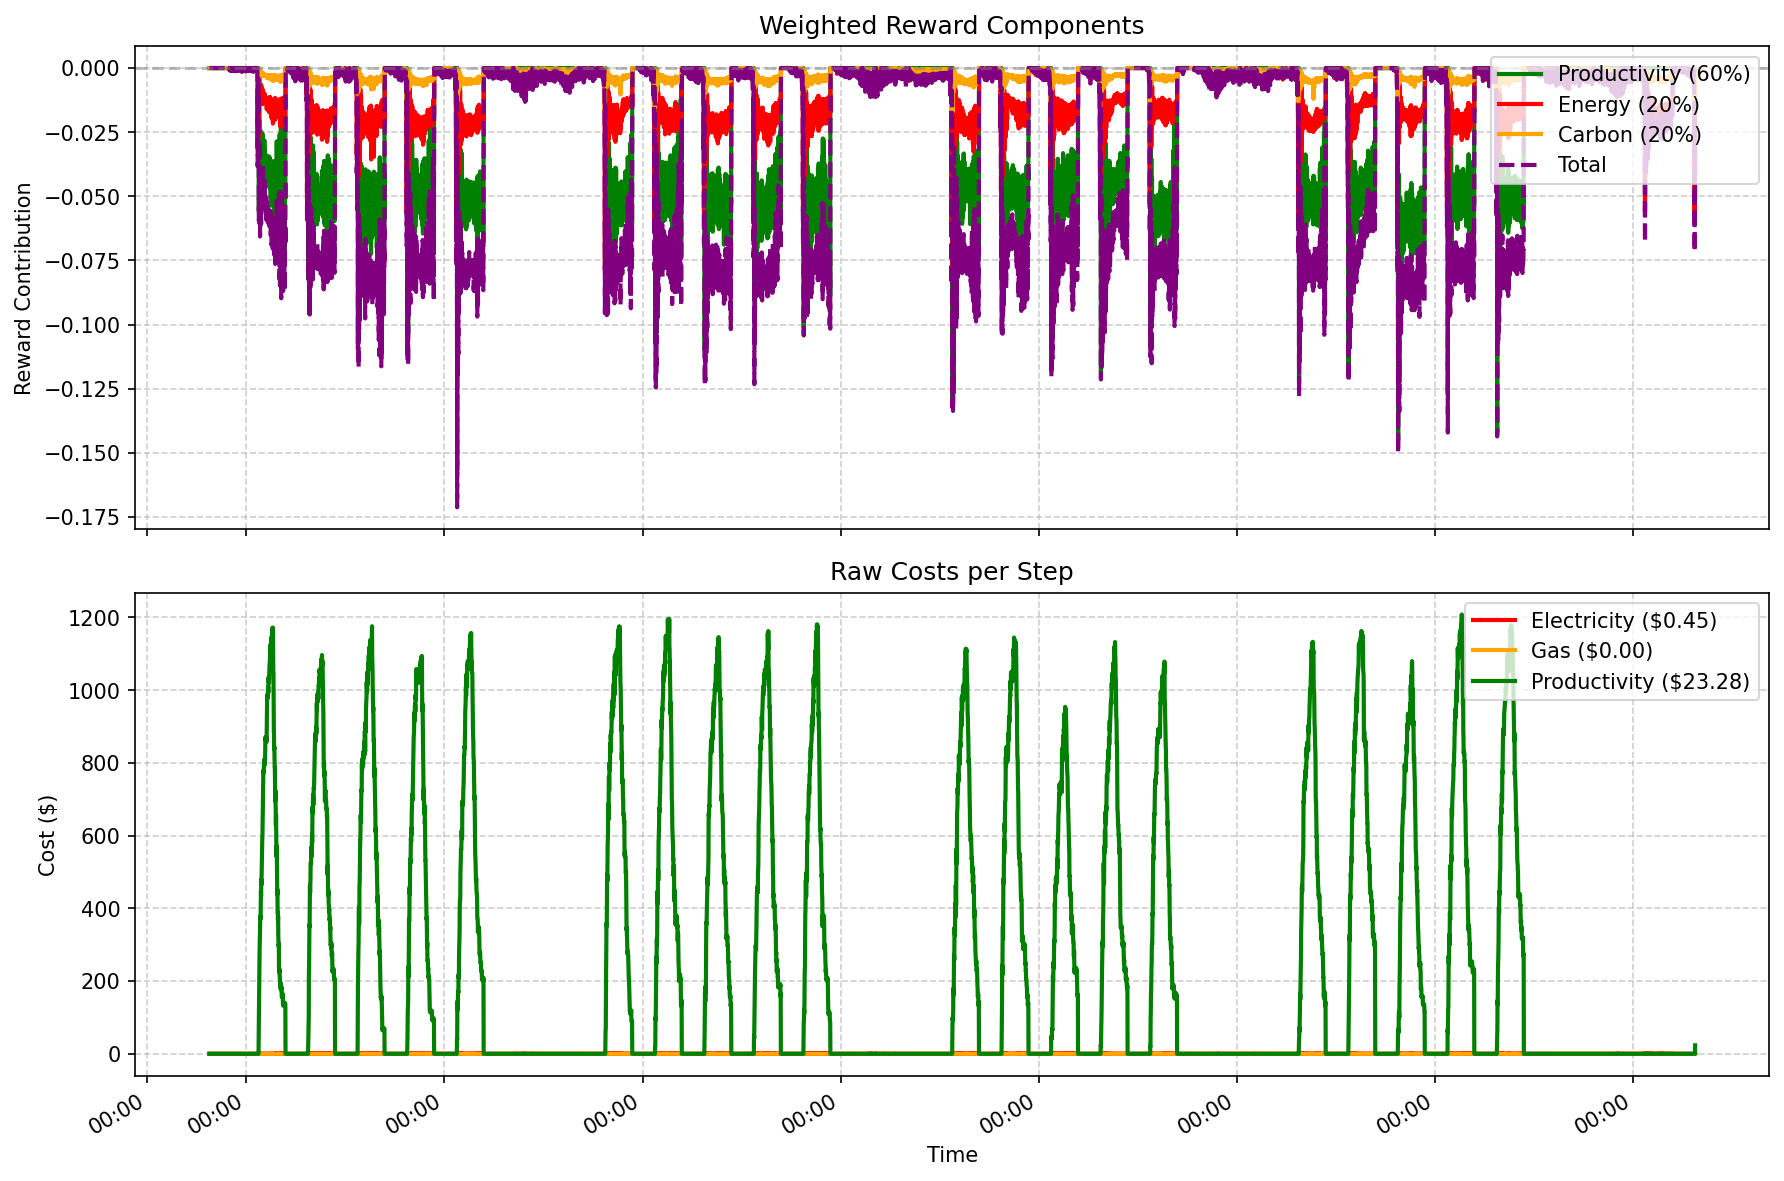 Weighted Reward Components
0.000
−0.025
−0.050
−0.075
−0.100
−0.125
−0.150
−0.175
Reward Contribution
Productivity (60%)
Energy (20%)
Carbon (20%)
Total
Raw Costs per Step
1200
1000
800
600
400
200
0
Cost ($)
Electricity ($0.45)
Gas ($0.00)
Productivity ($23.28)
00:00 00:00 00:00 00:00 00:00 00:00 00:00 00:00 00:00
Time